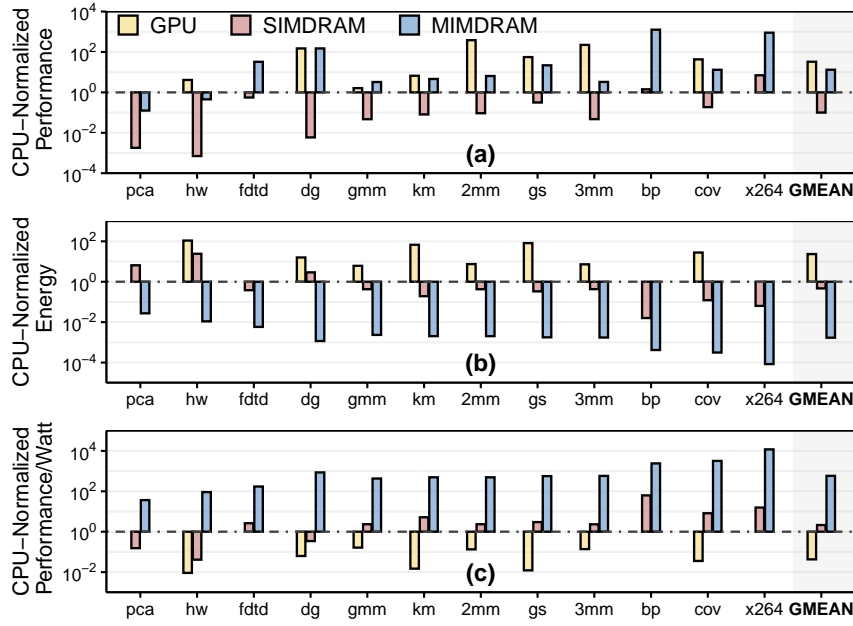 GPU SIMDRAM MIMDRAM
CPU−Normalized
Performance
10^4
10^2
10^0
10^−2
10^−4
(a)
pca hw fdtd dg gmm km 2mm gs 3mm bp cov x264 GMEAN
CPU−Normalized
Energy
10^2
10^0
10^−2
10^−4
(b)
pca hw fdtd dg gmm km 2mm gs 3mm bp cov x264 GMEAN
CPU−Normalized
Performance/Watt
10^4
10^2
10^0
10^−2
(c)
pca hw fdtd dg gmm km 2mm gs 3mm bp cov x264 GMEAN